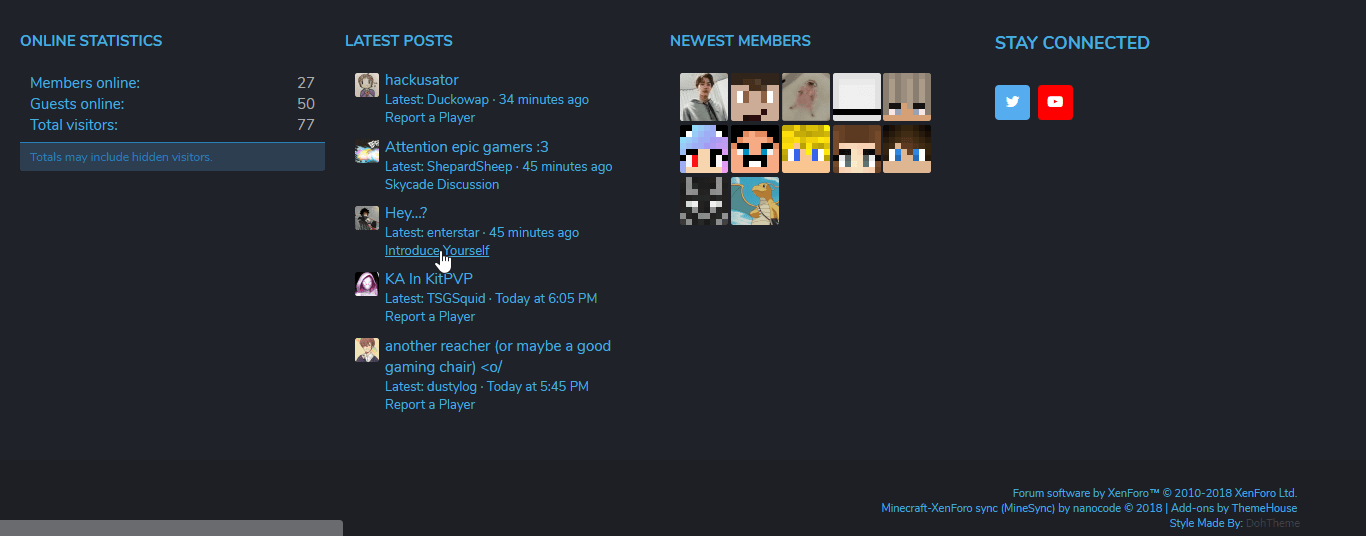 ONLINE STATISTICS
Members online: 27
Guests online: 50
Total visitors: 77
Totals may include hidden visitors.
LATEST POSTS
hackusator
Latest: Duckowap · 34 minutes ago
Report a Player
Attention epic gamers :3
Latest: ShepardSheep · 45 minutes ago
Skycade Discussion
Hey...?
Latest: enterstar · 45 minutes ago
Introduce Yourself
KA In KitPVP
Latest: TSGSquid · Today at 6:05 PM
Report a Player
another reacher (or maybe a good
gaming chair) <o/
Latest: dustylog · Today at 5:45 PM
Report a Player
NEWEST MEMBERS
STAY CONNECTED
Forum software by XenForo™ © 2010-2018 XenForo Ltd.
Minecraft-XenForo sync (MineSync) by nanocode © 2018 | Add-ons by ThemeHouse
Style Made By: DohTheme